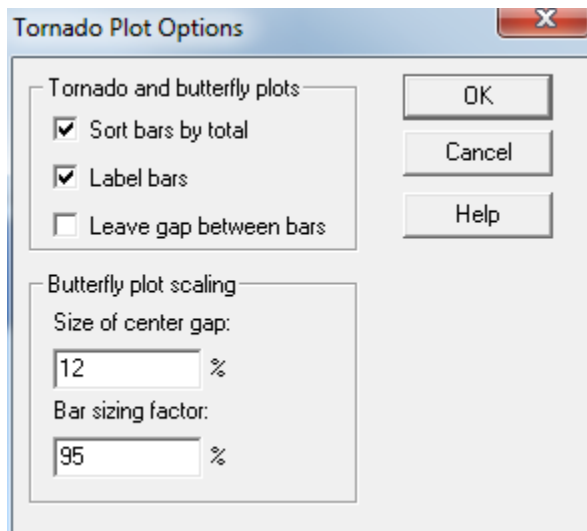 Tornado Plot Options
X
Tornado and butterfly plots
Sort bars by total
Label bars
Leave gap between bars
OK
Cancel
Help
Butterfly plot scaling
Size of center gap:
12 %
Bar sizing factor:
95 %